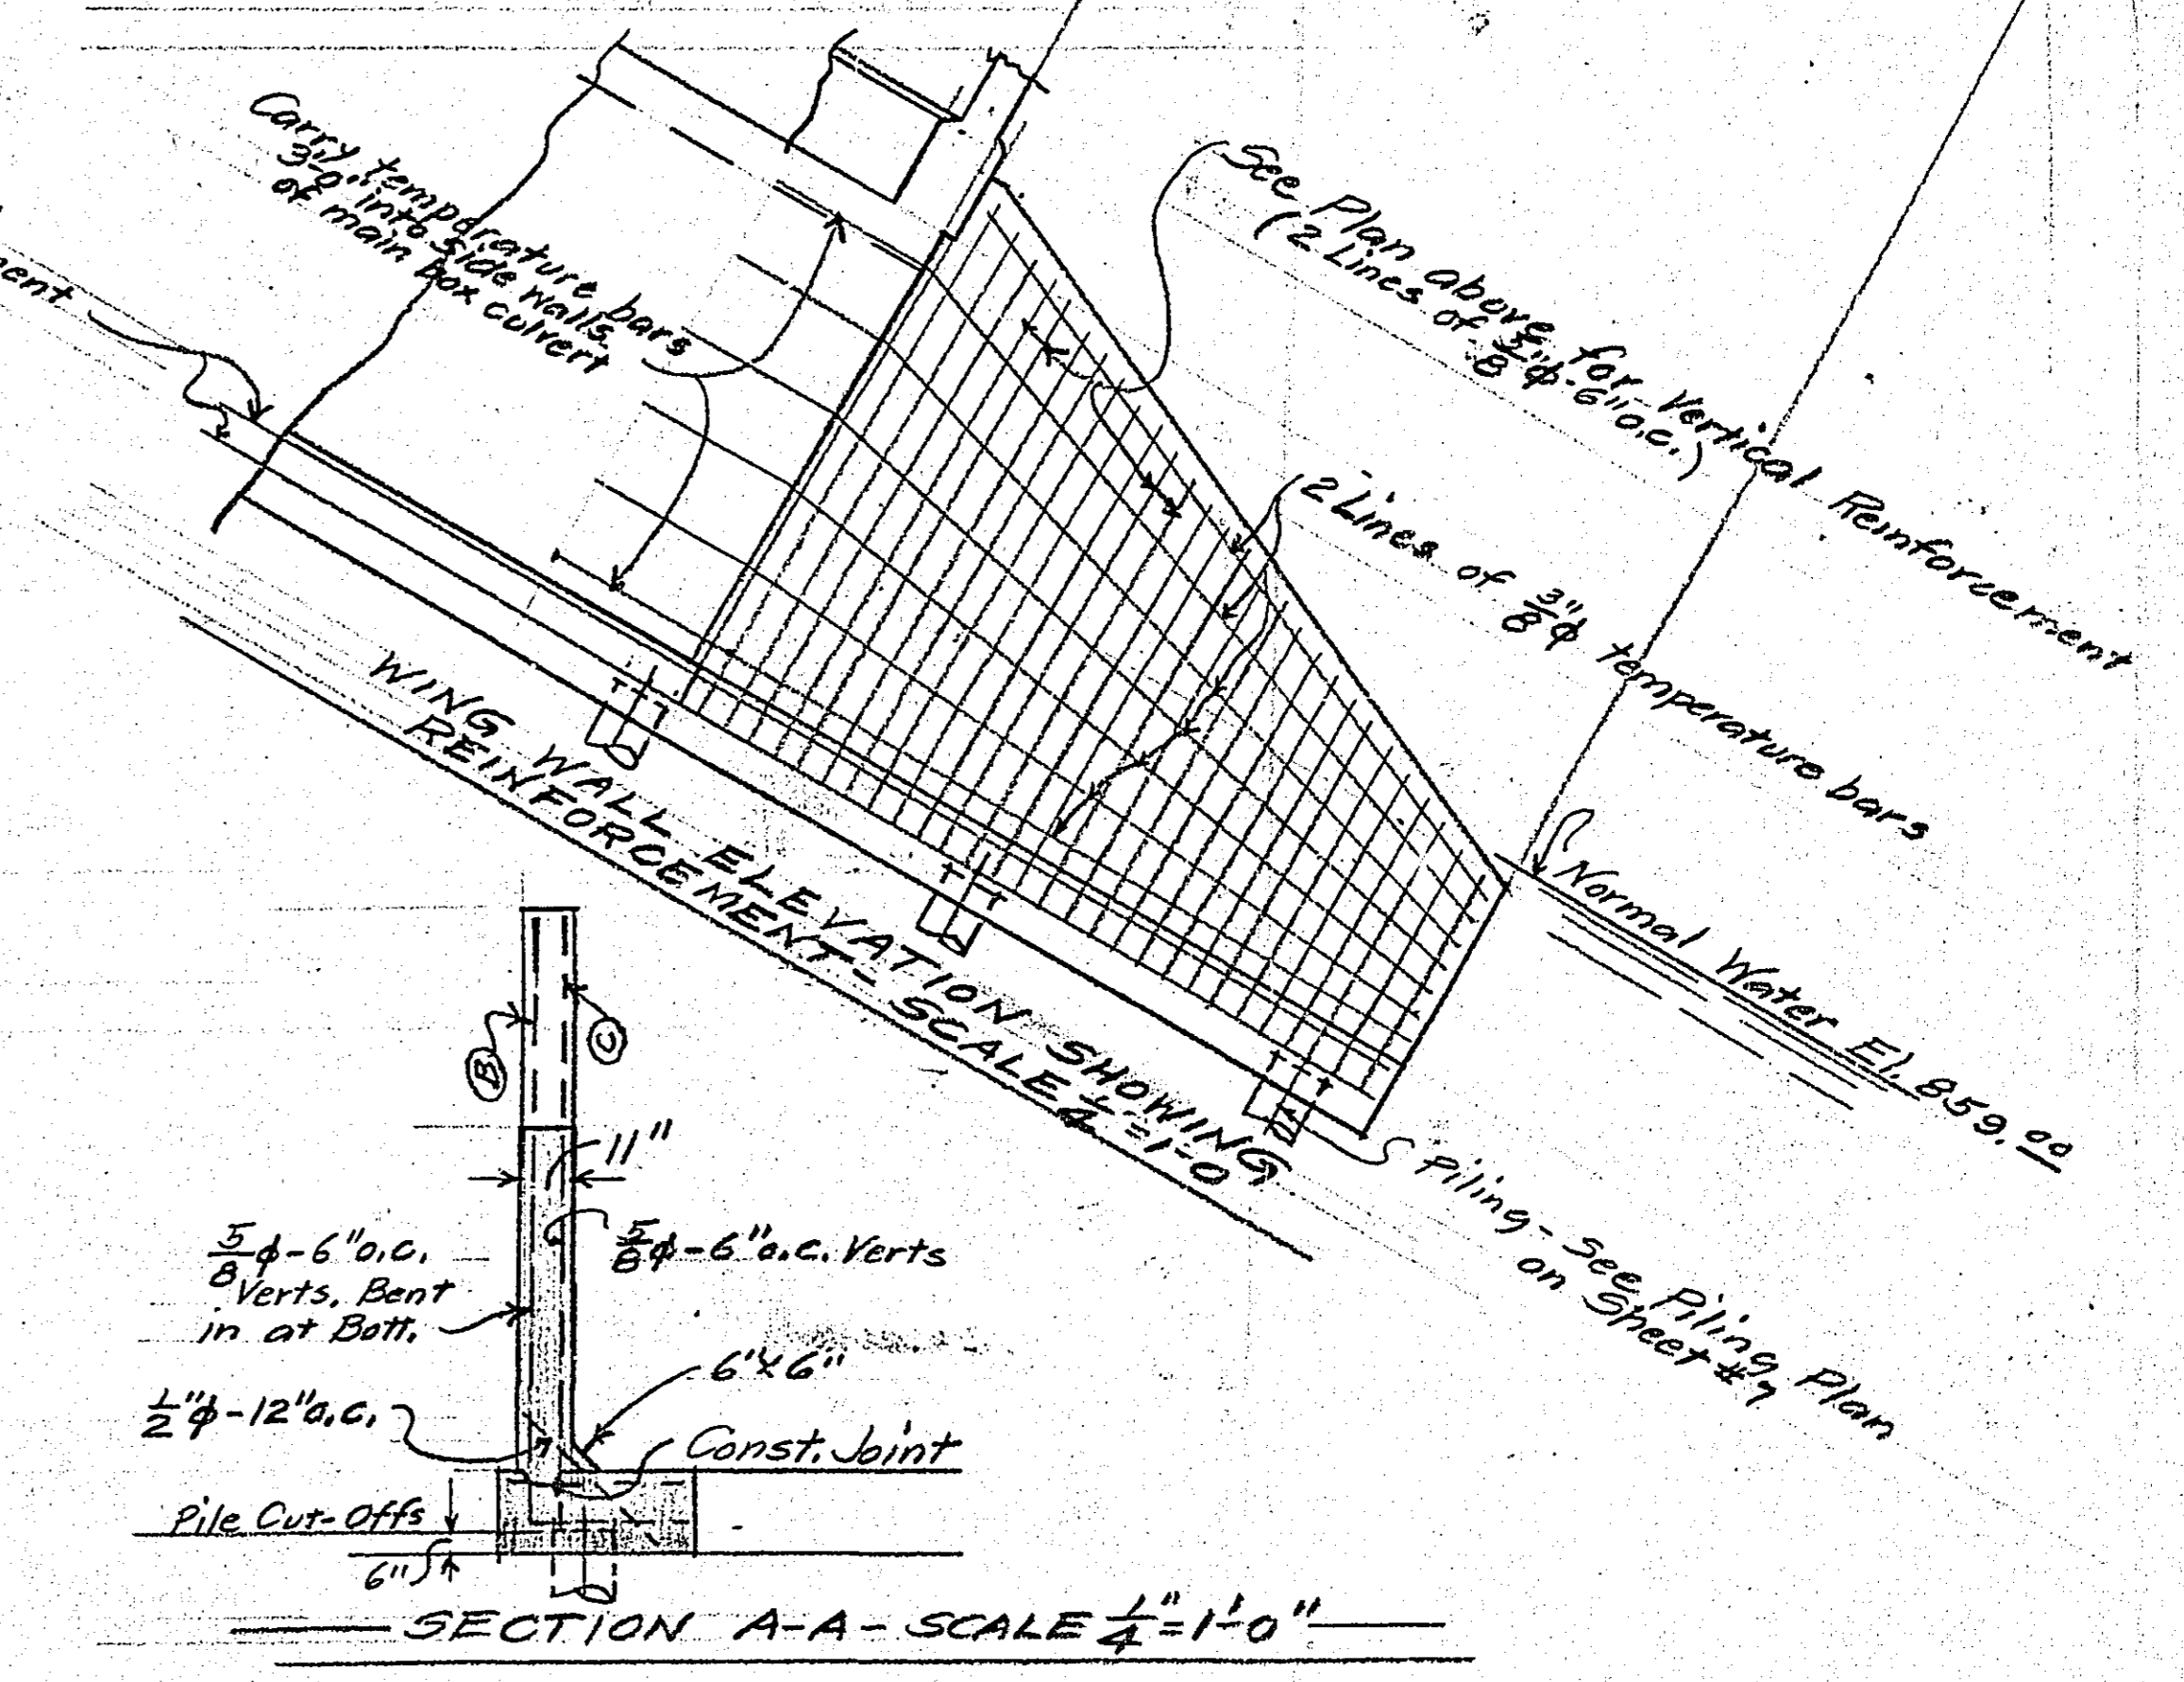 Carry temperature bars
3'-0" into side walls
of main box culvert
See Plan above for Vertical Reinforcement
(2 Lines of 5/8"φ-6"o.c.)
2 Lines of 3/8"φ temperature bars
Normal Water El. 859.00
WING WALL ELEVATION SHOWING
REINFORCEMENT - SCALE 1/4"=1'-0"
Piling - See Piling Plan
on Sheet #7
B
C
11"
5/8φ-6"o.c.
Verts. Bent
in at Bott.
5/8φ-6"o.c. Verts
6"x6"
1/2"φ-12"o.c.
Const. Joint
Pile Cut-Offs
6"
SECTION A-A - SCALE 1/4"=1'-0"